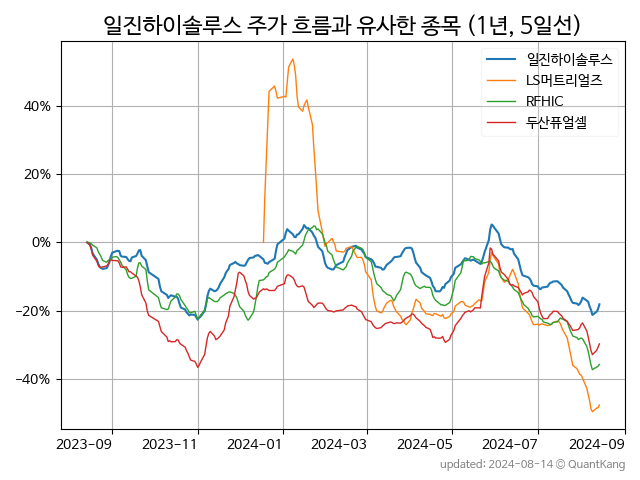 일진하이솔루스 주가 흐름과 유사한 종목 (1년, 5일선)
일진하이솔루스
LS머트리얼즈
RFHIC
두산퓨얼셀
40%
20%
0%
−20%
−40%
2023-09 2023-11 2024-01 2024-03 2024-05 2024-07 2024-09
updated: 2024-08-14 © QuantKang